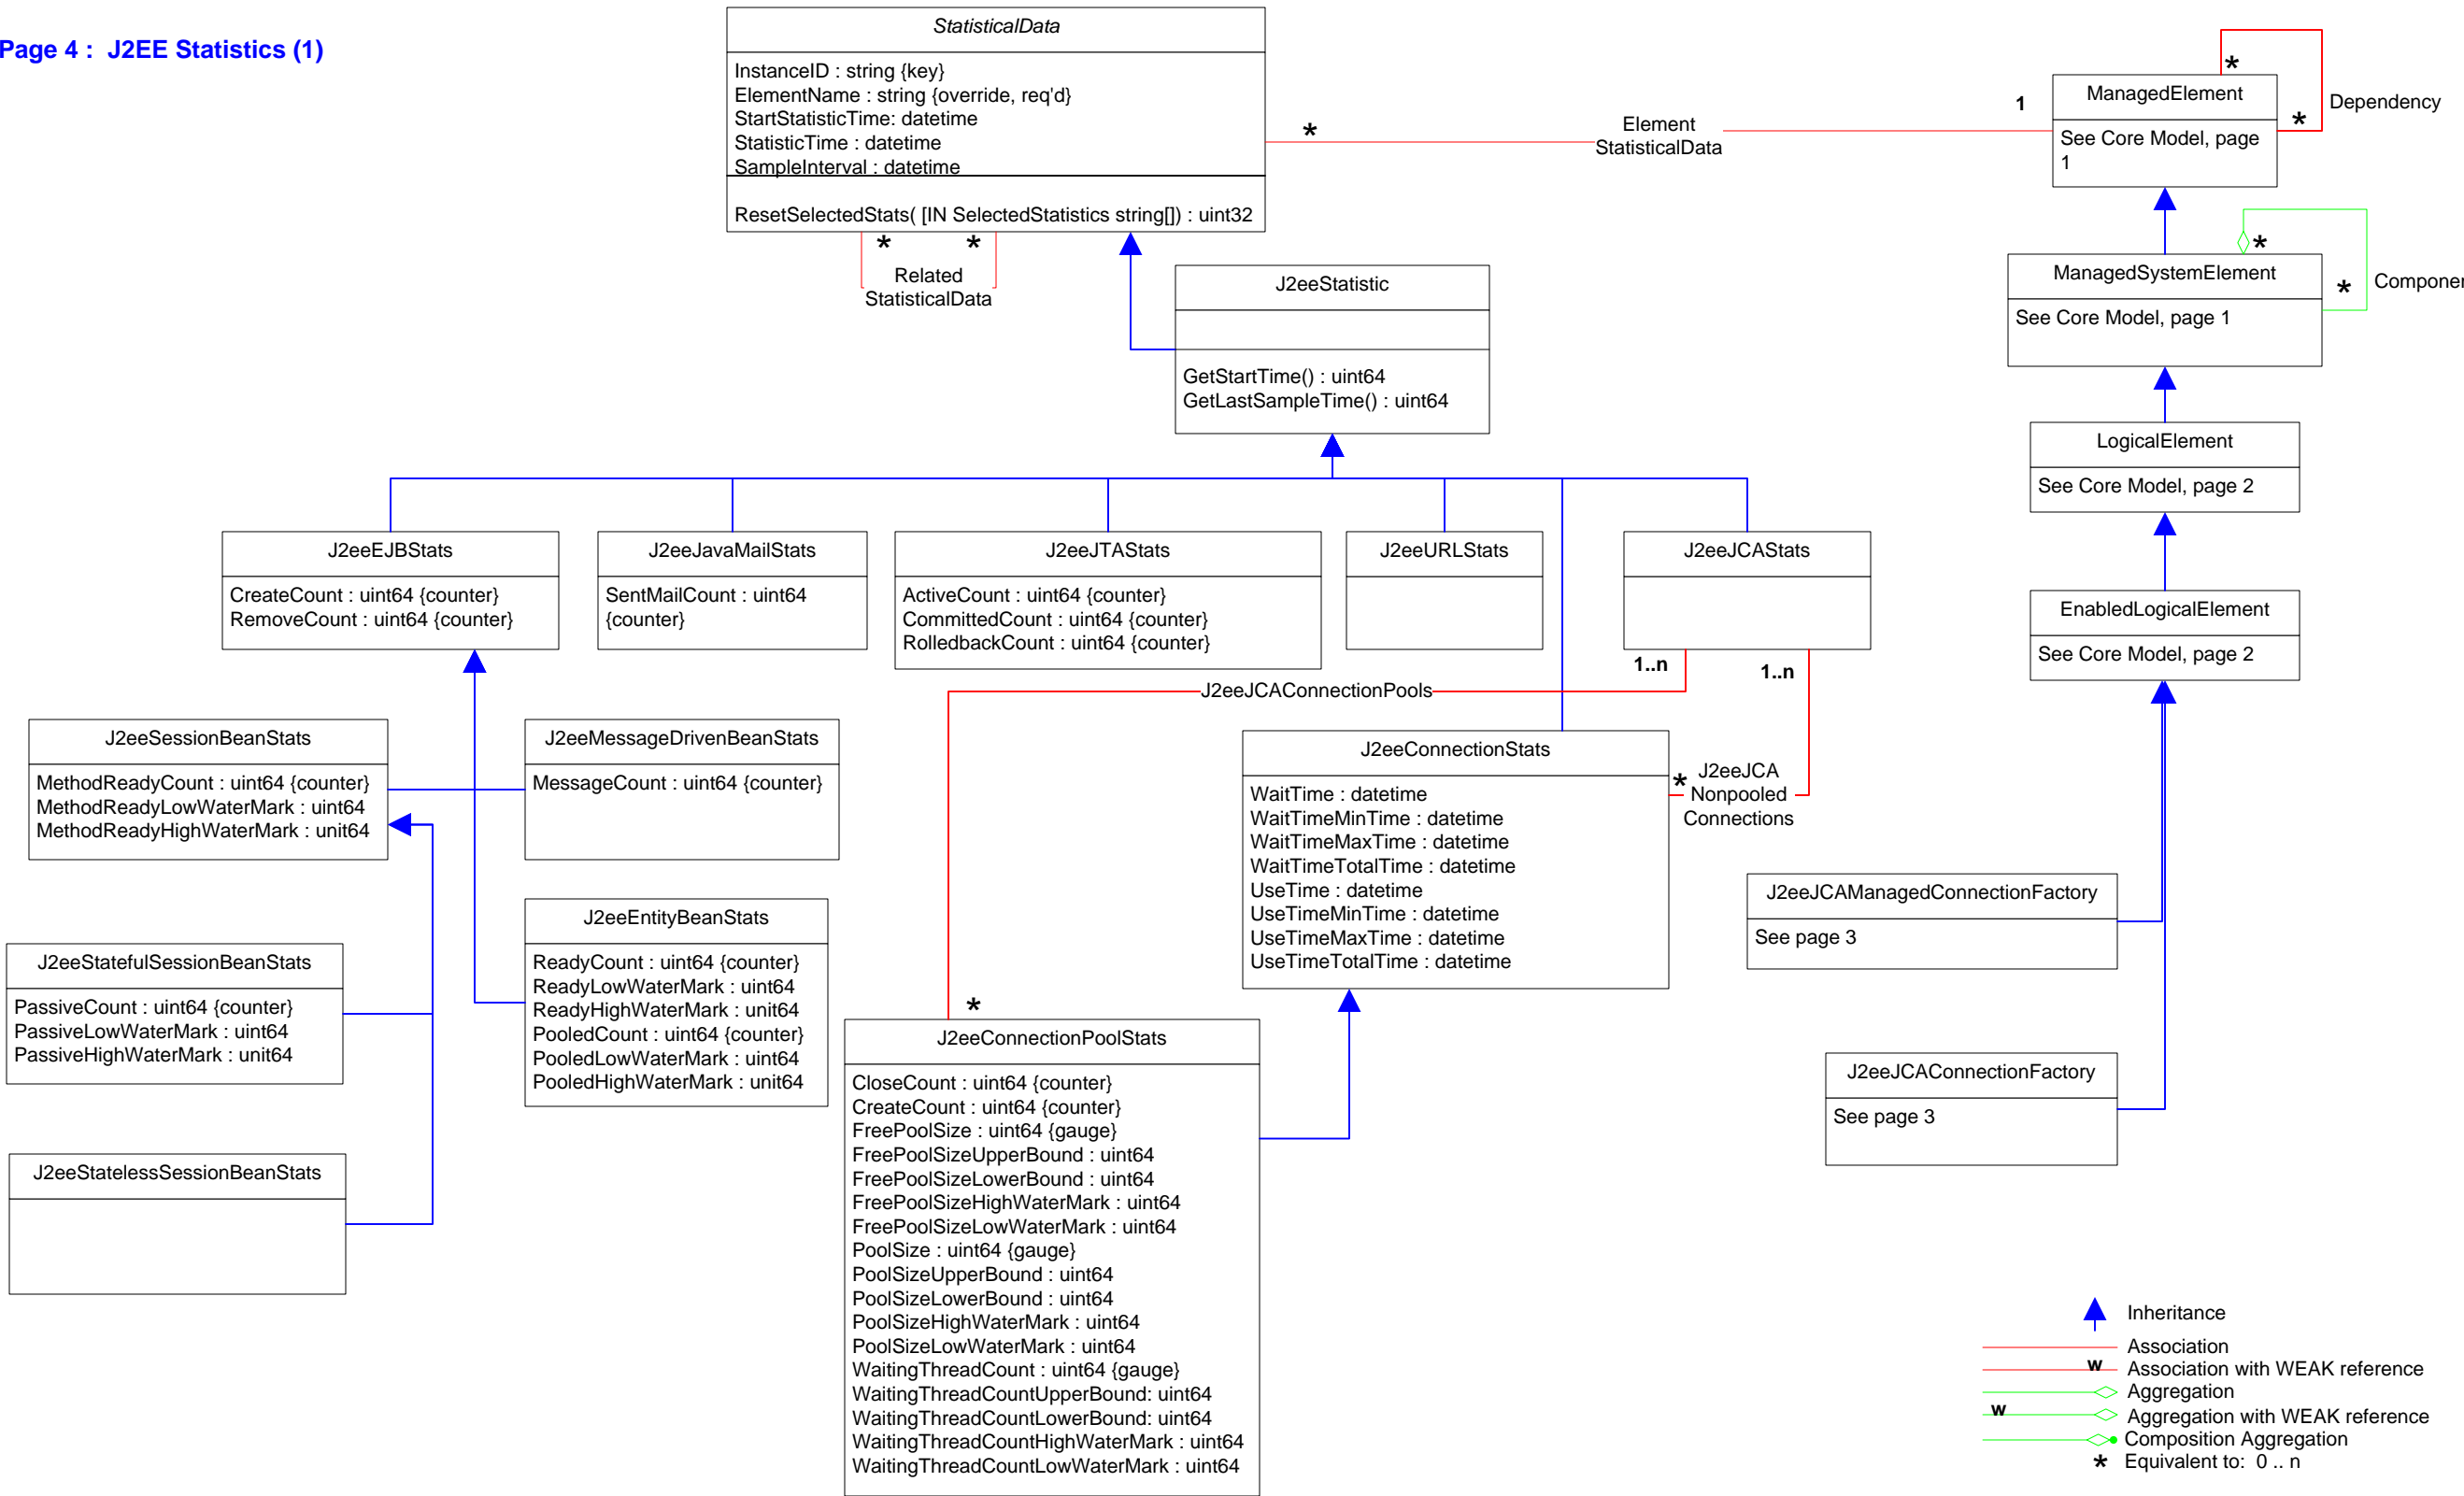 Page 4 :  J2EE Statistics (1)
StatisticalData
InstanceID : string {key}
ElementName : string {override, req'd}
StartStatisticTime: datetime
StatisticTime : datetime
SampleInterval : datetime
ResetSelectedStats( [IN SelectedStatistics string[]) : uint32
*
*
Related
StatisticalData
*
Element
StatisticalData
1
ManagedElement
See Core Model, page
1
*
*
Dependency
ManagedSystemElement
See Core Model, page 1
*
*
Componen
LogicalElement
See Core Model, page 2
EnabledLogicalElement
See Core Model, page 2
J2eeStatistic
GetStartTime() : uint64
GetLastSampleTime() : uint64
J2eeEJBStats
CreateCount : uint64 {counter}
RemoveCount : uint64 {counter}
J2eeJavaMailStats
SentMailCount : uint64
{counter}
J2eeJTAStats
ActiveCount : uint64 {counter}
CommittedCount : uint64 {counter}
RolledbackCount : uint64 {counter}
J2eeURLStats
J2eeJCAStats
1..n
1..n
J2eeJCAConnectionPools
J2eeSessionBeanStats
MethodReadyCount : uint64 {counter}
MethodReadyLowWaterMark : uint64
MethodReadyHighWaterMark : unit64
J2eeMessageDrivenBeanStats
MessageCount : uint64 {counter}
J2eeConnectionStats
WaitTime : datetime
WaitTimeMinTime : datetime
WaitTimeMaxTime : datetime
WaitTimeTotalTime : datetime
UseTime : datetime
UseTimeMinTime : datetime
UseTimeMaxTime : datetime
UseTimeTotalTime : datetime
*
J2eeJCA
Nonpooled
Connections
J2eeJCAManagedConnectionFactory
See page 3
J2eeEntityBeanStats
ReadyCount : uint64 {counter}
ReadyLowWaterMark : uint64
ReadyHighWaterMark : unit64
PooledCount : uint64 {counter}
PooledLowWaterMark : uint64
PooledHighWaterMark : unit64
J2eeStatefulSessionBeanStats
PassiveCount : uint64 {counter}
PassiveLowWaterMark : uint64
PassiveHighWaterMark : unit64
*
J2eeConnectionPoolStats
CloseCount : uint64 {counter}
CreateCount : uint64 {counter}
FreePoolSize : uint64 {gauge}
FreePoolSizeUpperBound : uint64
FreePoolSizeLowerBound : uint64
FreePoolSizeHighWaterMark : uint64
FreePoolSizeLowWaterMark : uint64
PoolSize : uint64 {gauge}
PoolSizeUpperBound : uint64
PoolSizeLowerBound : uint64
PoolSizeHighWaterMark : uint64
PoolSizeLowWaterMark : uint64
WaitingThreadCount : uint64 {gauge}
WaitingThreadCountUpperBound: uint64
WaitingThreadCountLowerBound: uint64
WaitingThreadCountHighWaterMark : uint64
WaitingThreadCountLowWaterMark : uint64
J2eeJCAConnectionFactory
See page 3
J2eeStatelessSessionBeanStats
Inheritance
Association
w Association with WEAK reference
Aggregation
w Aggregation with WEAK reference
Composition Aggregation
* Equivalent to:  0 .. n